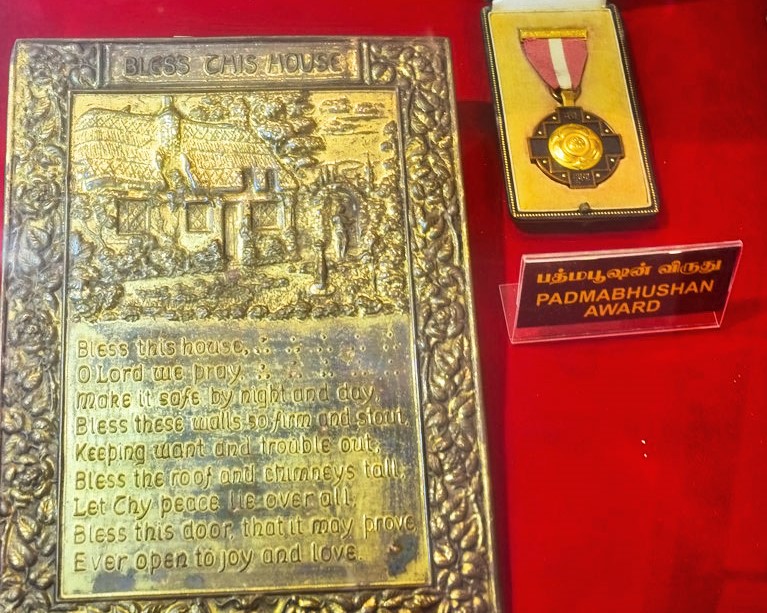 BLESS THIS HOUSE
Bless this house,
O Lord we pray,
Make it safe by night and day,
Bless these walls so firm and stout,
Keeping want and trouble out,
Bless the roof and chimneys tall,
Let Thy peace lie over all,
Bless this door, that it may prove
Ever open to joy and love.
பத்மபூஷன் விருது
PADMABHUSHAN
AWARD